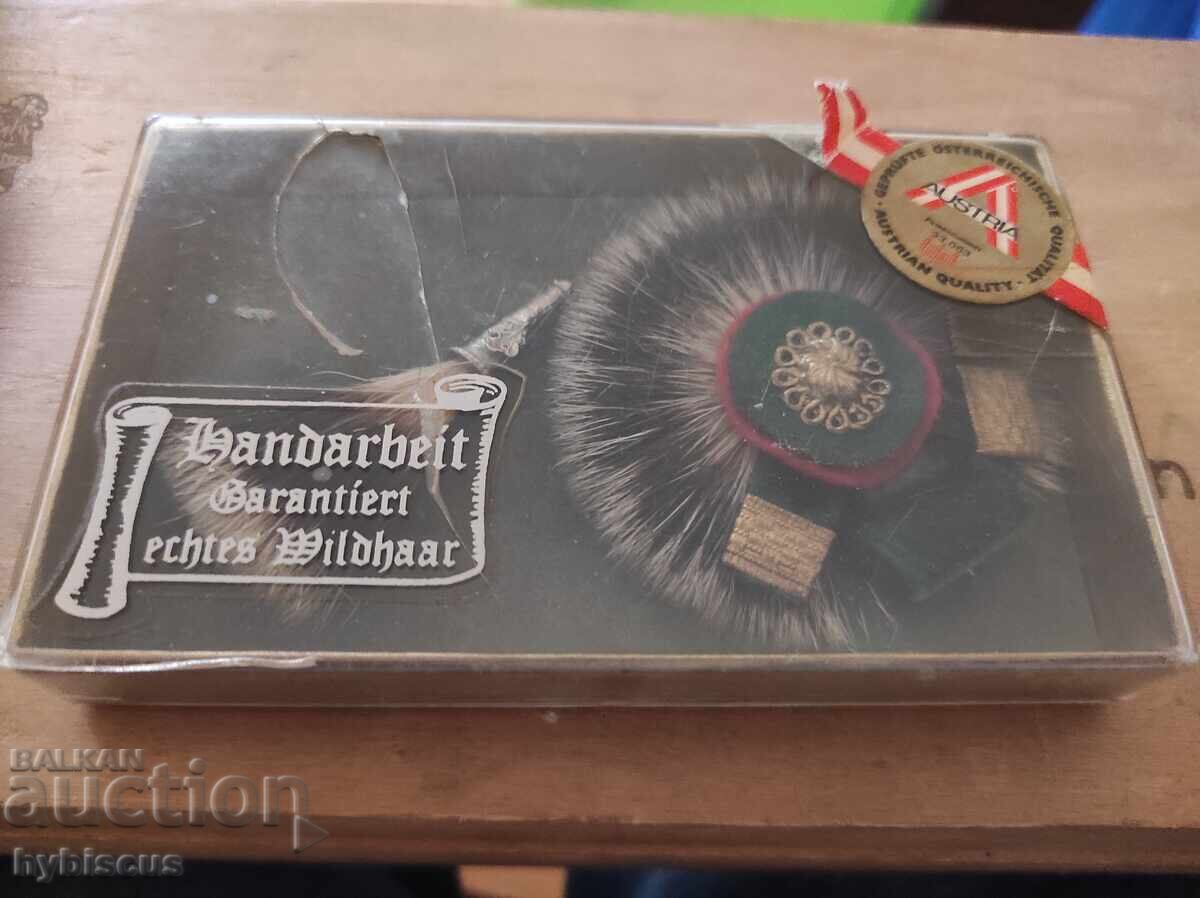 GEPRÜFTE ÖSTERREICHISCHE QUALITÄT
AUSTRIA
AUSTRIAN QUALITY
Handarbeit
Garantiert
echtes Wildhaar
BALKAN
auction
hybiscus